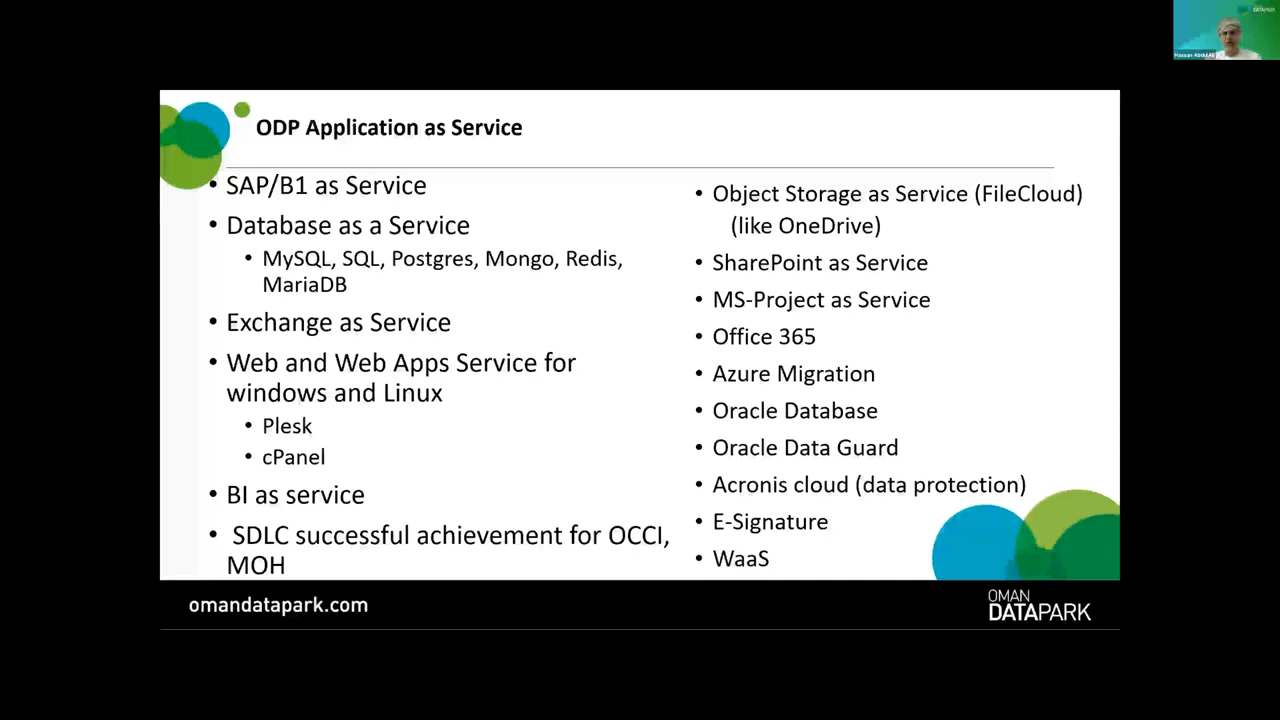 ODP Application as Service
• SAP/B1 as Service
• Database as a Service
• MySQL, SQL, Postgres, Mongo, Redis,
MariaDB
• Exchange as Service
• Web and Web Apps Service for
windows and Linux
• Plesk
• cPanel
• BI as service
• SDLC successful achievement for OCCI,
MOH
• Object Storage as Service (FileCloud)
(like OneDrive)
• SharePoint as Service
• MS-Project as Service
• Office 365
• Azure Migration
• Oracle Database
• Oracle Data Guard
• Acronis cloud (data protection)
• E-Signature
• WaaS
omandatapark.com
OMAN
DATAPARK